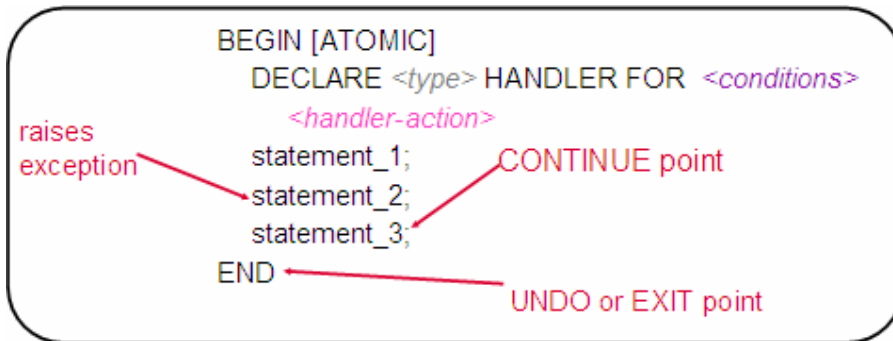 BEGIN [ATOMIC]
DECLARE <type> HANDLER FOR <conditions>
<handler-action>
raises
exception
statement_1;
CONTINUE point
statement_2;
statement_3;
END
UNDO or EXIT point